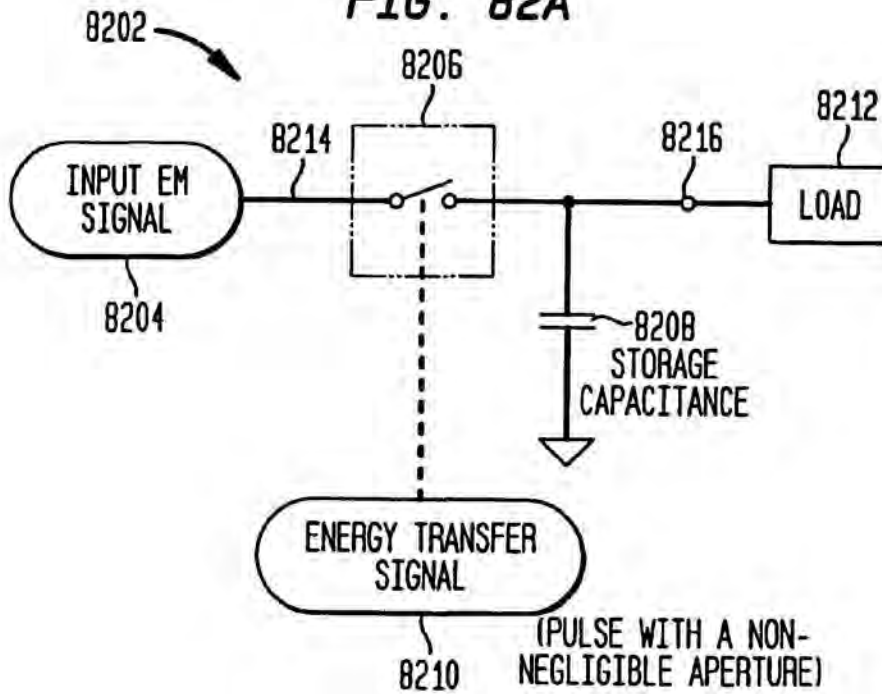 FIG. 82A
8202
8206
8214
8216
8212
INPUT EM
SIGNAL
LOAD
8204
8208
STORAGE
CAPACITANCE
ENERGY TRANSFER
SIGNAL
8210
(PULSE WITH A NON-
NEGLIGIBLE APERTURE)